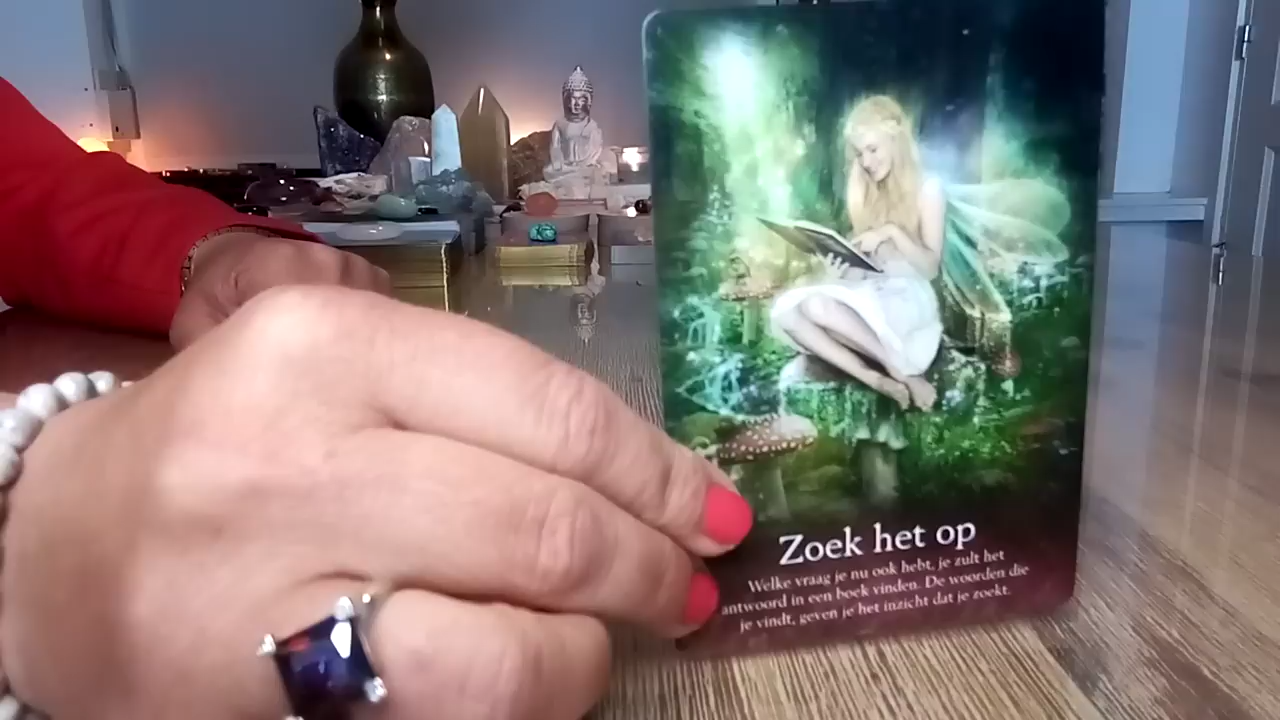 Zoek het op
Welke vraag je nu ook hebt, je zult het
antwoord in een boek vinden. De woorden die
je vindt, geven je het inzicht dat je zoekt.